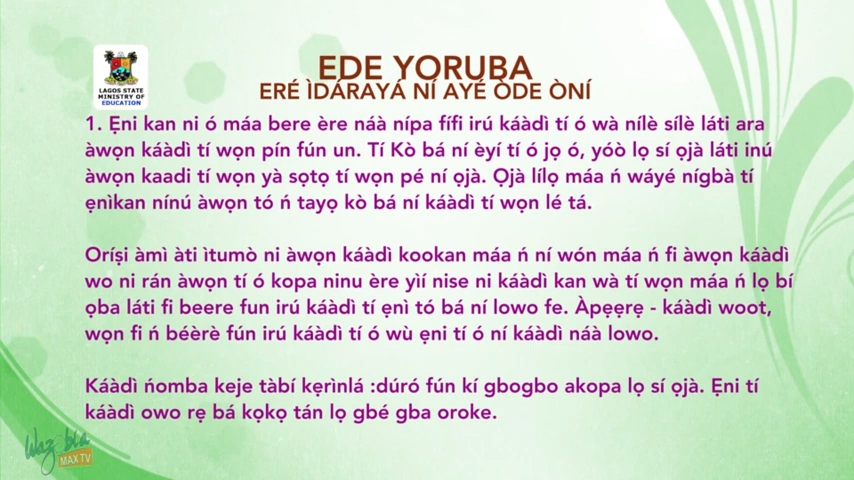 LAGOS STATE
MINISTRY OF
EDUCATION
EDE YORUBA
ERÉ ÌDÁRAYÁ NÍ AYÉ ÒDE ÒNÍ
1. Ẹni kan ni ó máa bere ère náà nípa fífi irú káàdì tí ó wà nílè sílè láti ara
àwọn káàdì tí wọn pín fún un. Tí Kò bá ní èyí tí ó jọ ó, yóò lọ sí ọjà láti inú
àwọn kaadi tí wọn yà sọtọ tí wọn pé ní ọjà. Ọjà lílọ máa ń wáyé nígbà tí
ẹnìkan nínú àwọn tó ń tayọ kò bá ní káàdì tí wọn lé tá.
Oríṣi àmì àti ìtumò ni àwọn káàdì kookan máa ń ní wón máa ń fi àwọn káàdì
wo ni rán àwọn tí ó kopa ninu ère yìí nise ni káàdì kan wà tí wọn máa ń lọ bí
ọba láti fi beere fun irú káàdì tí ẹnì tó bá ní lowo fe. Àpẹẹrẹ - káàdì woot,
wọn fi ń béèrè fún irú káàdì tí ó wù ẹni tí ó ní káàdì náà lowo.
Káàdì ńomba keje tàbí kẹrìnlá :dúró fún kí gbogbo akopa lọ sí ọjà. Ẹni tí
káàdì owo rẹ bá kọkọ tán lọ gbé gba oroke.
Wazobia
MAX TV